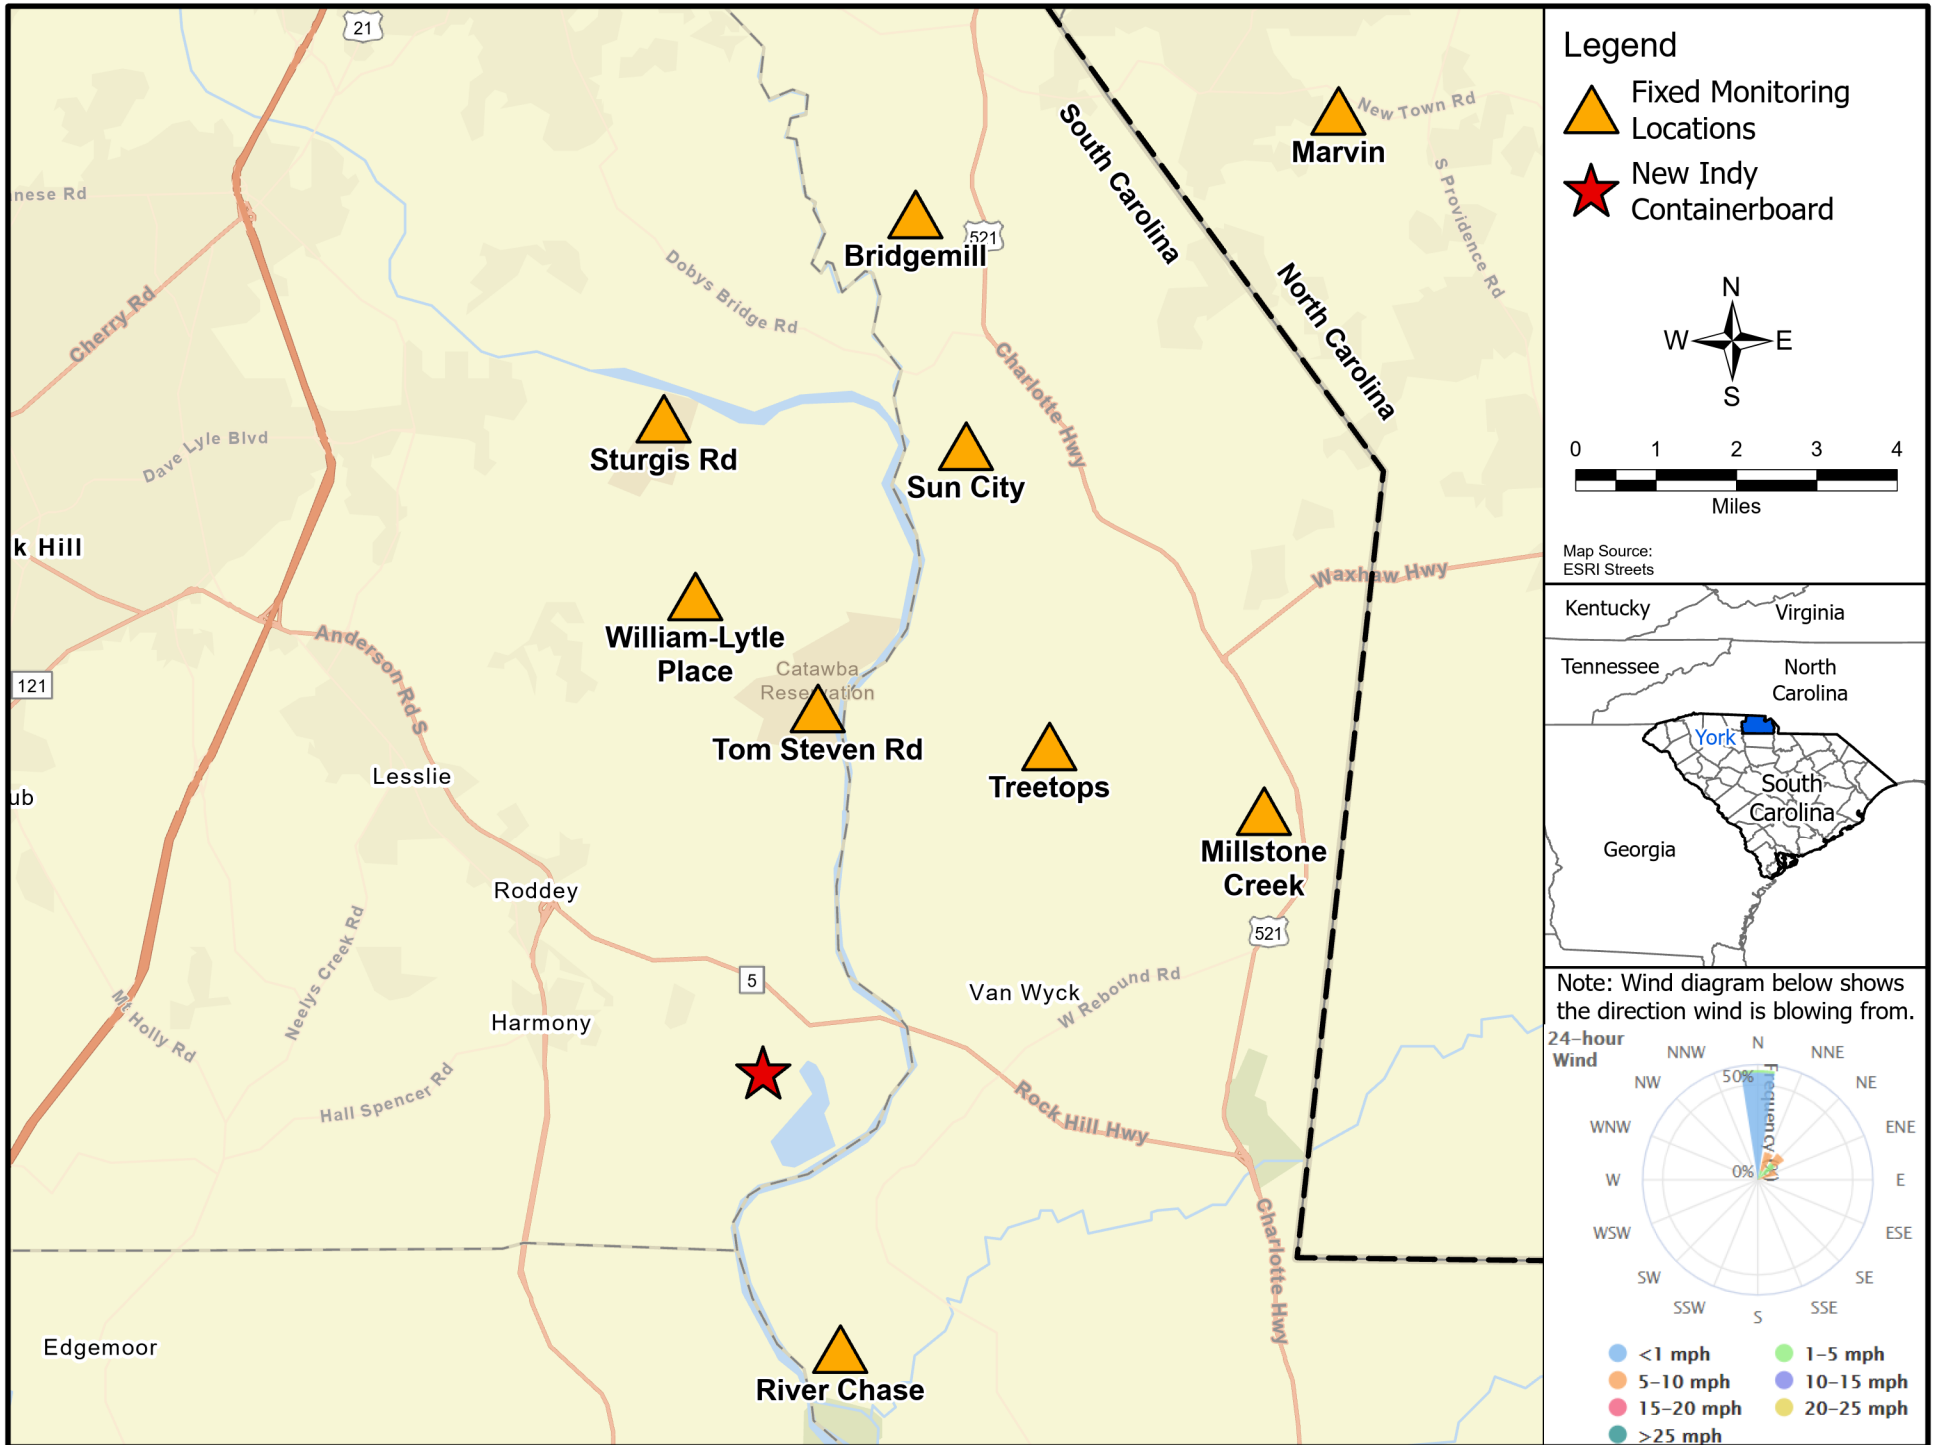 21
nese Rd
Cherry Rd
Dave Lyle Blvd
k Hill
121
Anderson Rd S
Lesslie
ub
Roddey
Neelys Creek Rd
Mt Holly Rd
Harmony
Hall Spencer Rd
Edgemoor
Dobys Bridge Rd
Bridgemill
521
Charlotte Hwy
South Carolina
North Carolina
Marvin
New Town Rd
S Providence Rd
Sturgis Rd
Sun City
Waxhaw Hwy
William-Lytle
Place
Catawba
Reservation
Tom Steven Rd
Treetops
Millstone
Creek
521
5
Van Wyck
W Rebound Rd
Rock Hill Hwy
Charlotte Hwy
River Chase
Legend
Fixed Monitoring
Locations
New Indy
Containerboard
N
W E
S
0 1 2 3 4
Miles
Map Source:
ESRI Streets
Kentucky
Virginia
Tennessee
North
Carolina
York
South
Carolina
Georgia
Note: Wind diagram below shows
the direction wind is blowing from.
24-hour
Wind
N
NNW
NNE
NW
NE
50%
Frequency (%)
WNW
ENE
0%
W
E
WSW
ESE
SW
SE
SSW
SSE
S
<1 mph
1-5 mph
5-10 mph
10-15 mph
15-20 mph
20-25 mph
>25 mph